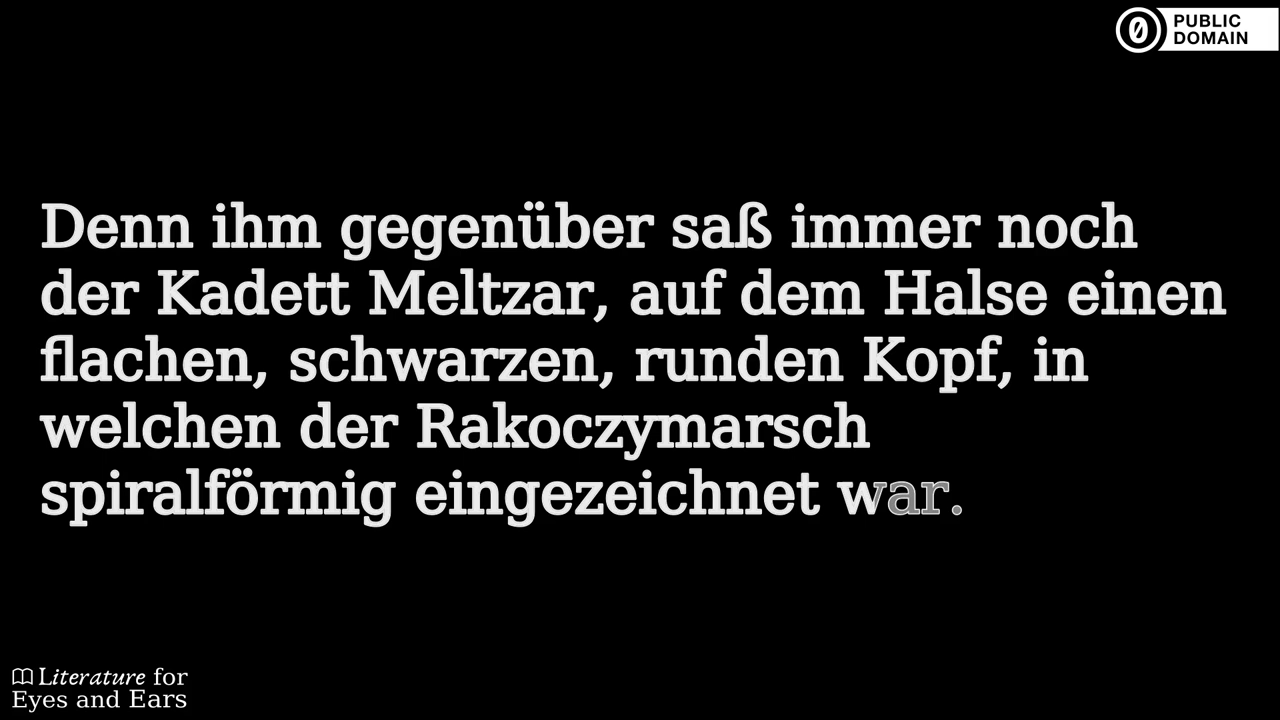 PUBLIC
DOMAIN
Denn ihm gegenüber saß immer noch
der Kadett Meltzar, auf dem Halse einen
flachen, schwarzen, runden Kopf, in
welchen der Rakoczymarsch
spiralförmig eingezeichnet war.
Literature for
Eyes and Ears